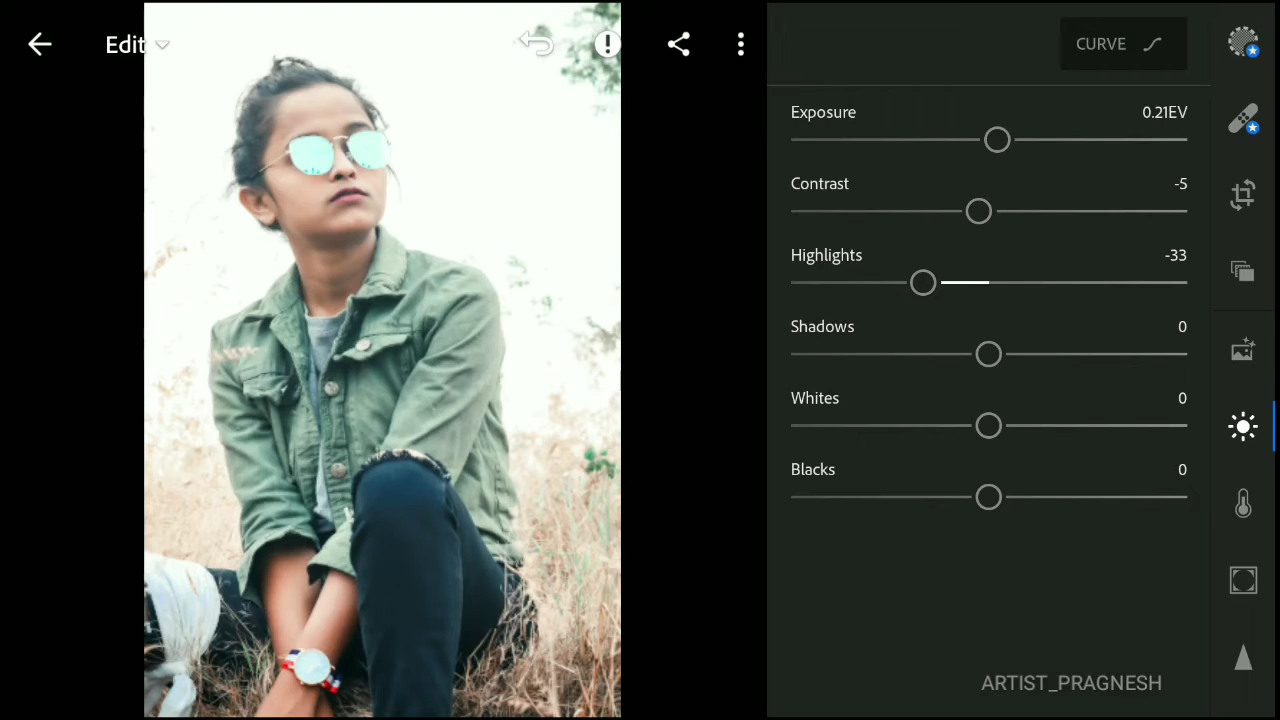 Edit
CURVE
Exposure 0.21EV
Contrast -5
Highlights -33
Shadows 0
Whites 0
Blacks 0
ARTIST_PRAGNESH